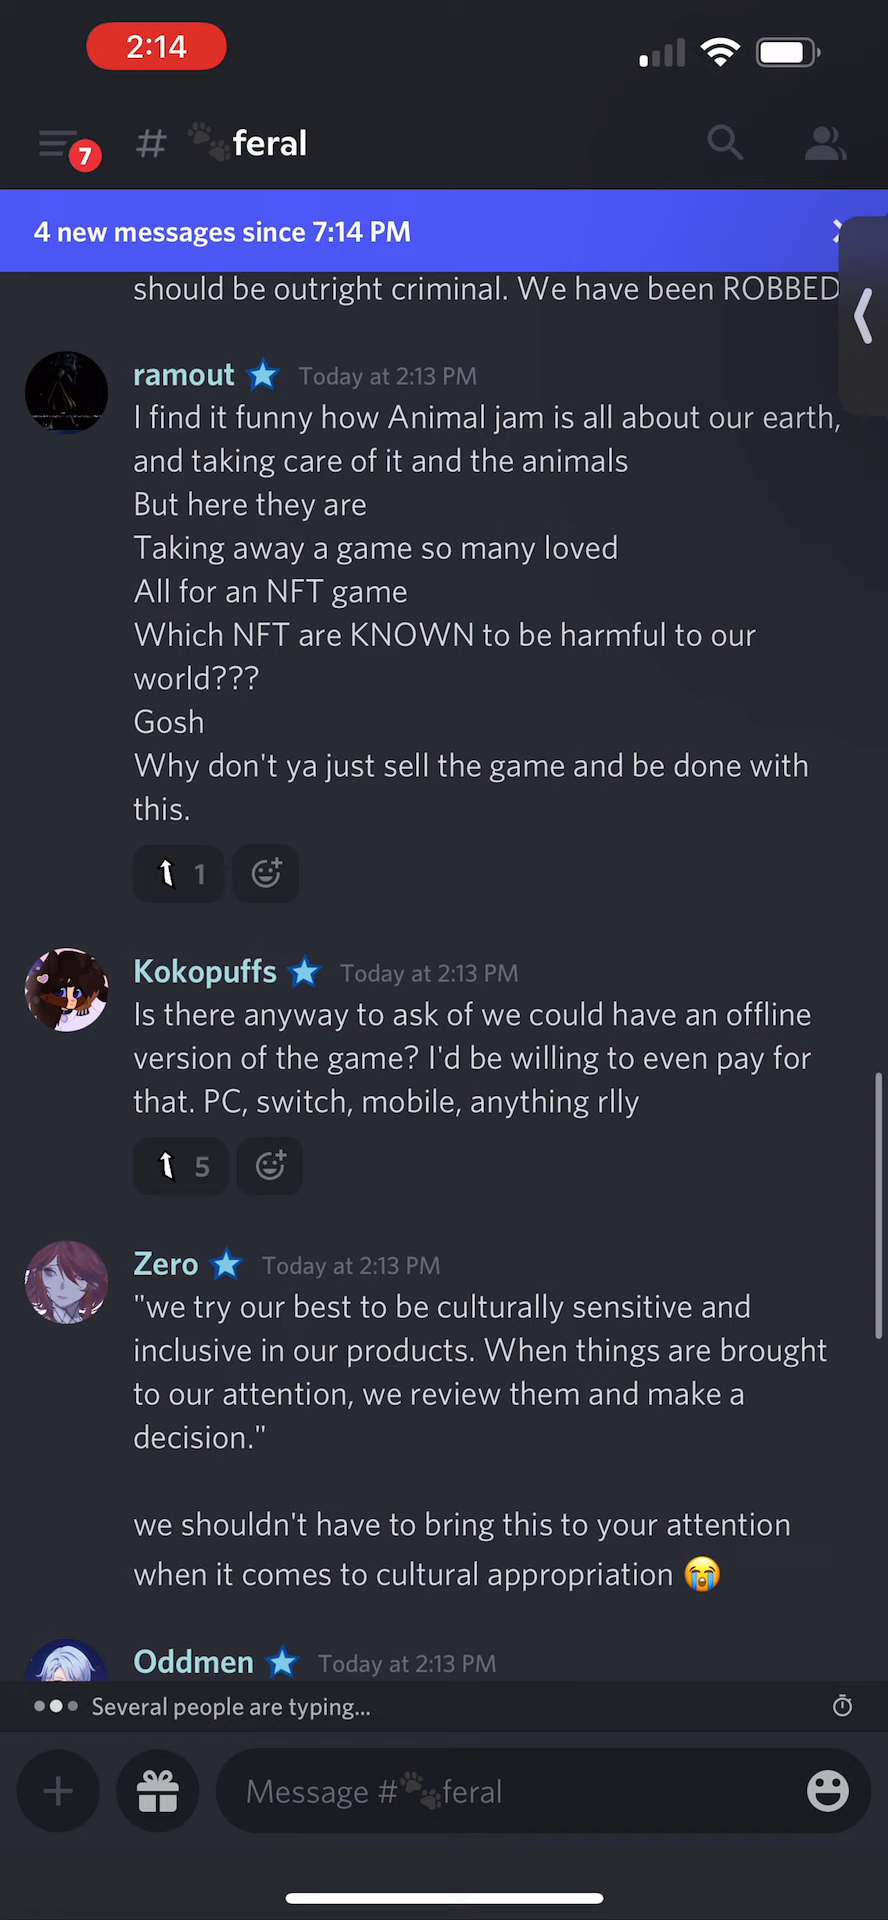 2:14
7
# 🐾feral
4 new messages since 7:14 PM
should be outright criminal. We have been ROBBED
ramout Today at 2:13 PM
I find it funny how Animal jam is all about our earth,
and taking care of it and the animals
But here they are
Taking away a game so many loved
All for an NFT game
Which NFT are KNOWN to be harmful to our
world???
Gosh
Why don't ya just sell the game and be done with
this.
1
Kokopuffs Today at 2:13 PM
Is there anyway to ask of we could have an offline
version of the game? I'd be willing to even pay for
that. PC, switch, mobile, anything rlly
5
Zero Today at 2:13 PM
"we try our best to be culturally sensitive and
inclusive in our products. When things are brought
to our attention, we review them and make a
decision."
we shouldn't have to bring this to your attention
when it comes to cultural appropriation 😭
Oddmen Today at 2:13 PM
Several people are typing...
Message #🐾feral